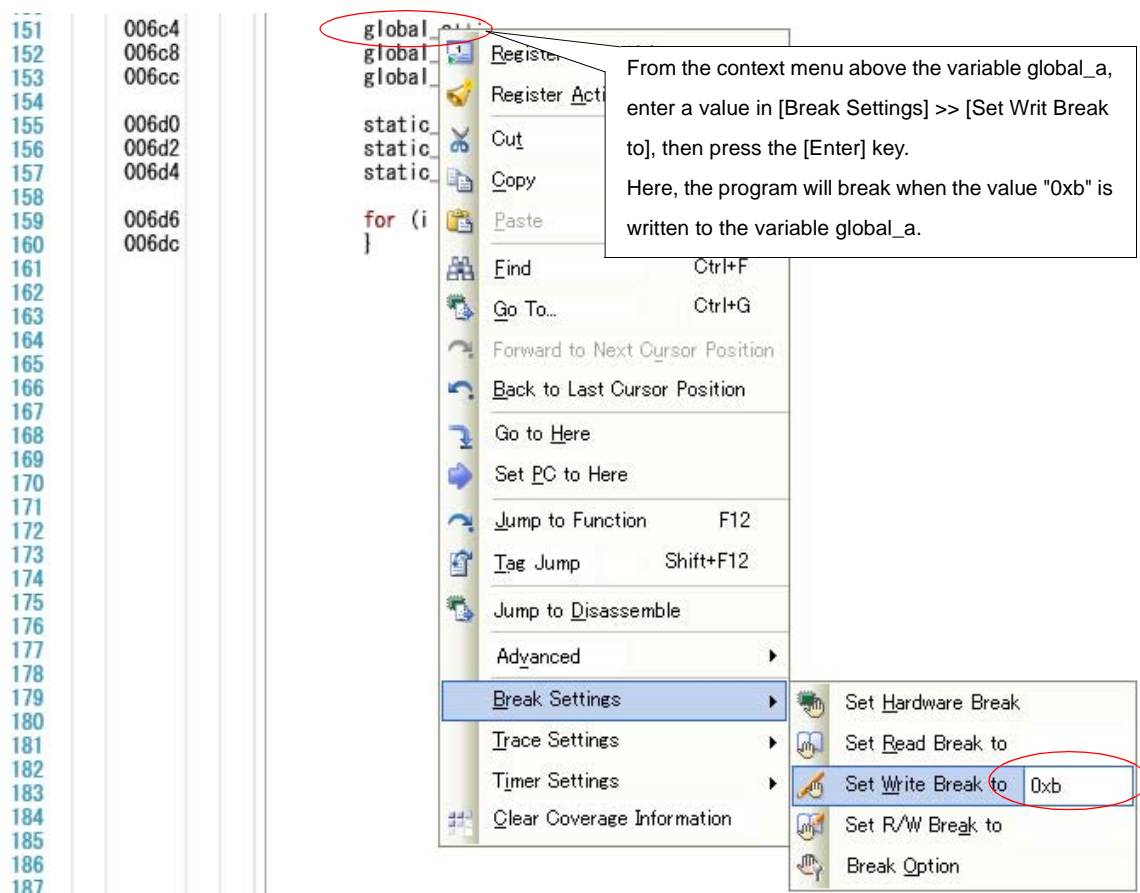 151 006c4 global_
152 006c8 global_
153 006cc global_
154
155 006d0 static_
156 006d2 static_
157 006d4 static_
158
159 006d6 for (i
160 006dc }
161
162
163
164
165
166
167
168
169
170
171
172
173
174
175
176
177
178
179
180
181
182
183
184
185
186
187
Register
Register Acti
Cut
Copy
Paste
Find Ctrl+F
Go To... Ctrl+G
Forward to Next Cursor Position
Back to Last Cursor Position
Go to Here
Set PC to Here
Jump to Function F12
Tag Jump Shift+F12
Jump to Disassemble
Advanced
Break Settings
Trace Settings
Timer Settings
Clear Coverage Information
Set Hardware Break
Set Read Break to
Set Write Break to 0xb
Set R/W Break to
Break Option
From the context menu above the variable global_a,
enter a value in [Break Settings] >> [Set Writ Break
to], then press the [Enter] key.
Here, the program will break when the value "0xb" is
written to the variable global_a.